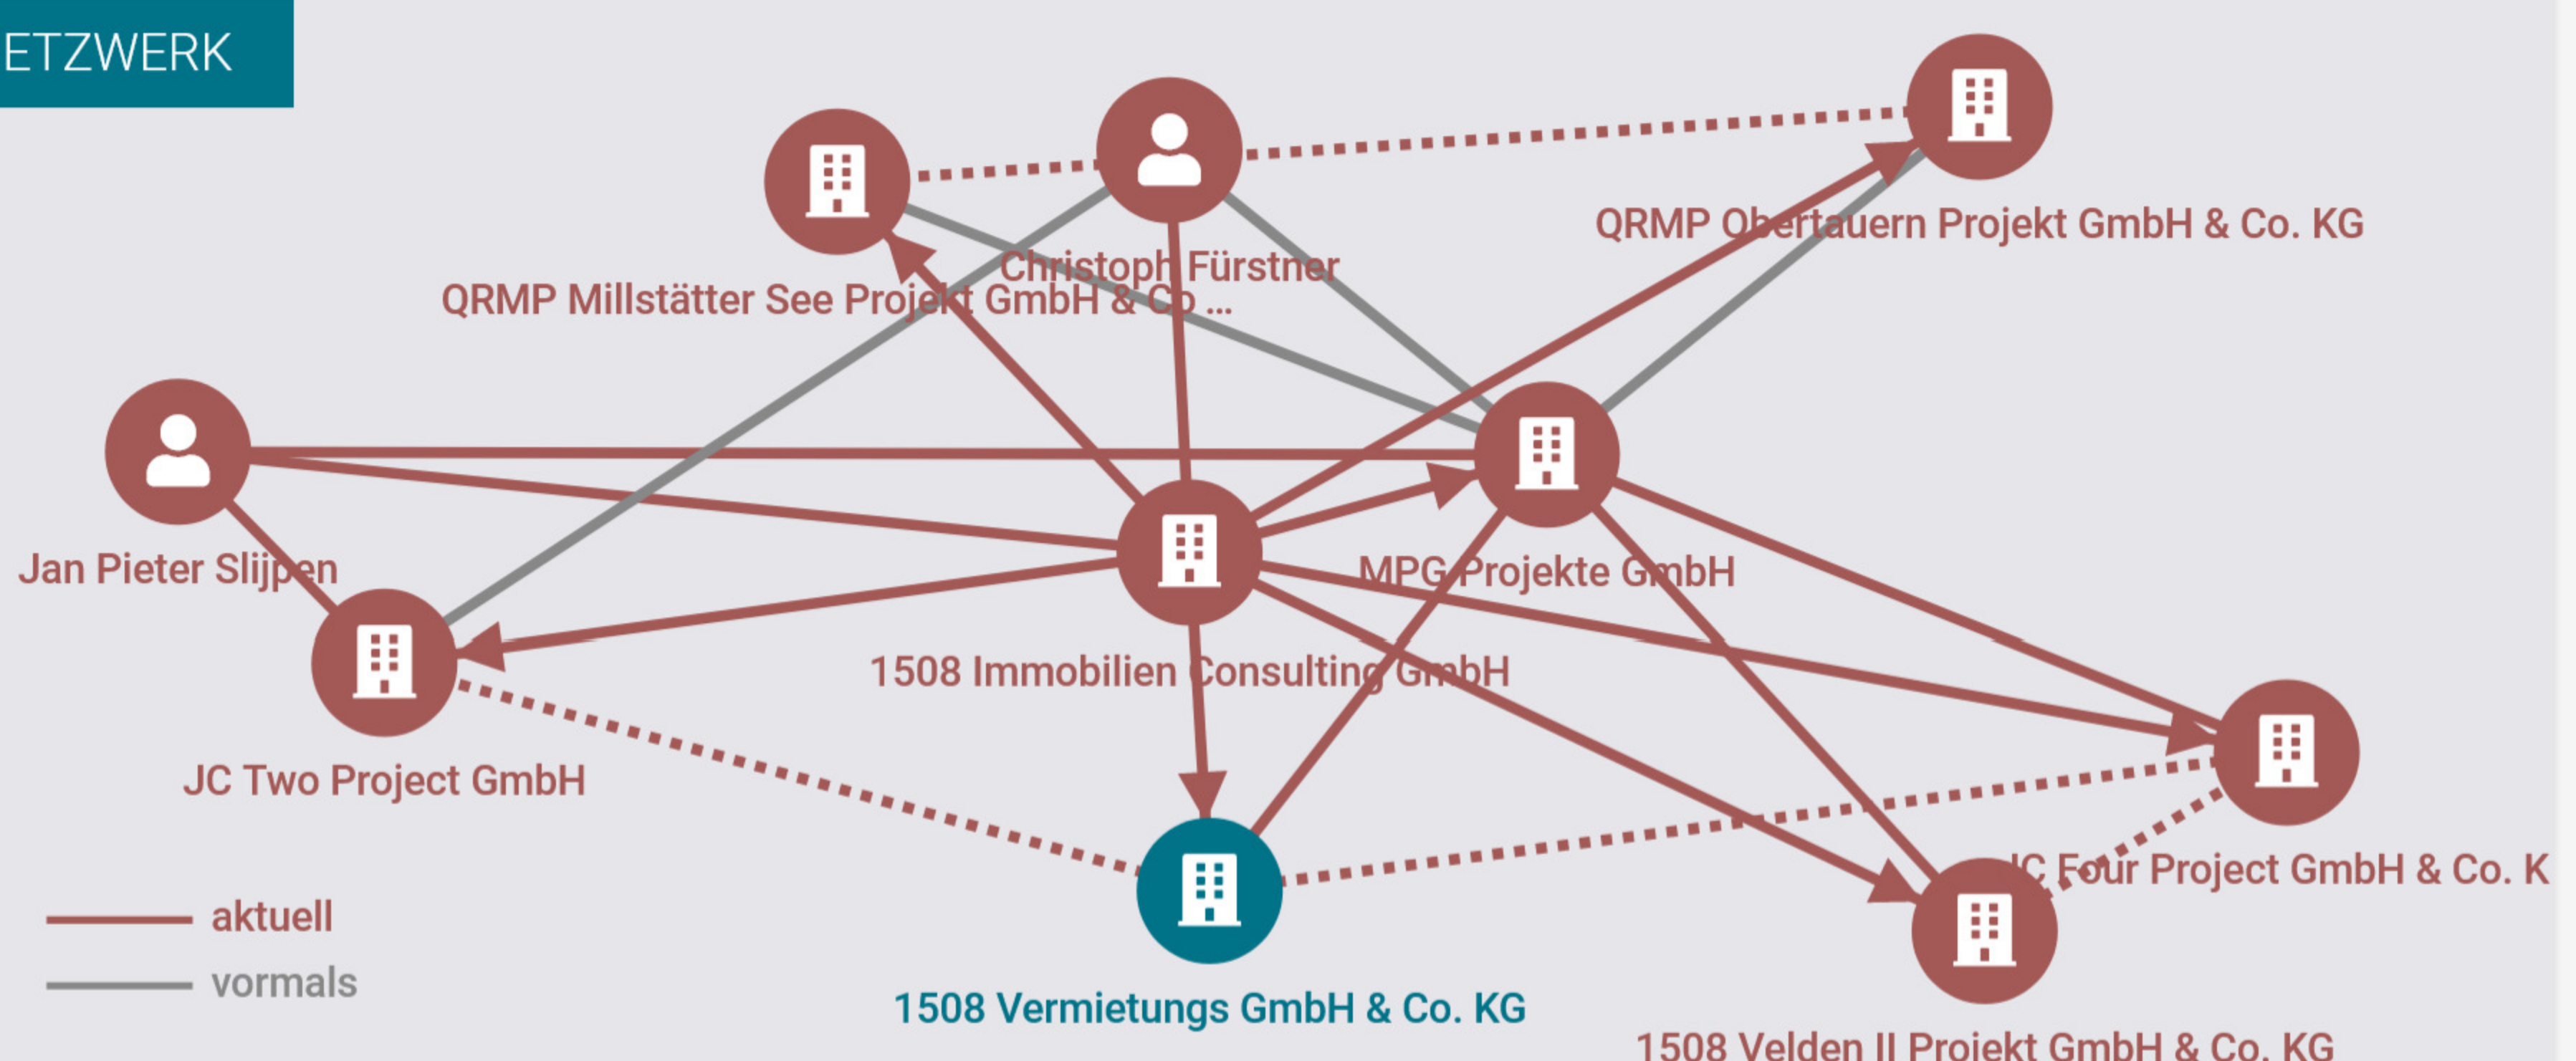 ETZWERK
QRMP Obertauern Projekt GmbH & Co. KG
Christoph Fürstner
QRMP Millstätter See Projekt GmbH & Co ...
Jan Pieter Slijpen
MPG Projekte GmbH
1508 Immobilien Consulting GmbH
JC Two Project GmbH
JC Four Project GmbH & Co. K
aktuell
vormals
1508 Vermietungs GmbH & Co. KG
1508 Velden II Projekt GmbH & Co. KG